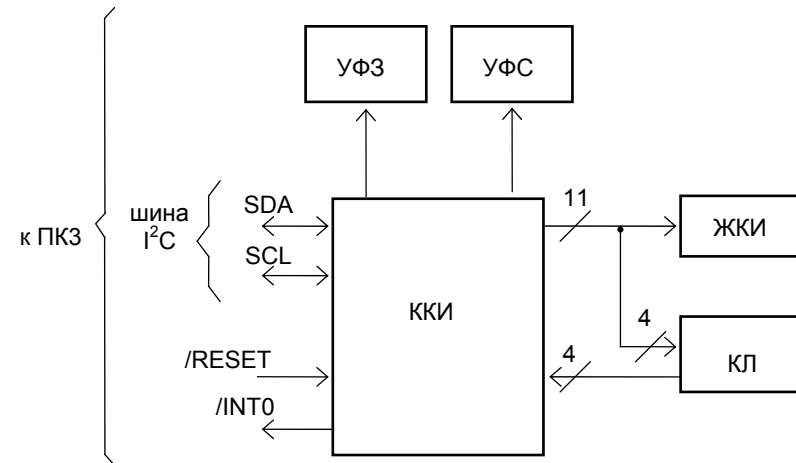 УФЗ
УФС
11
SDA
шина
I²C
к ПКЗ
ЖКИ
SCL
ККИ
4
4
/RESET
КЛ
/INT0